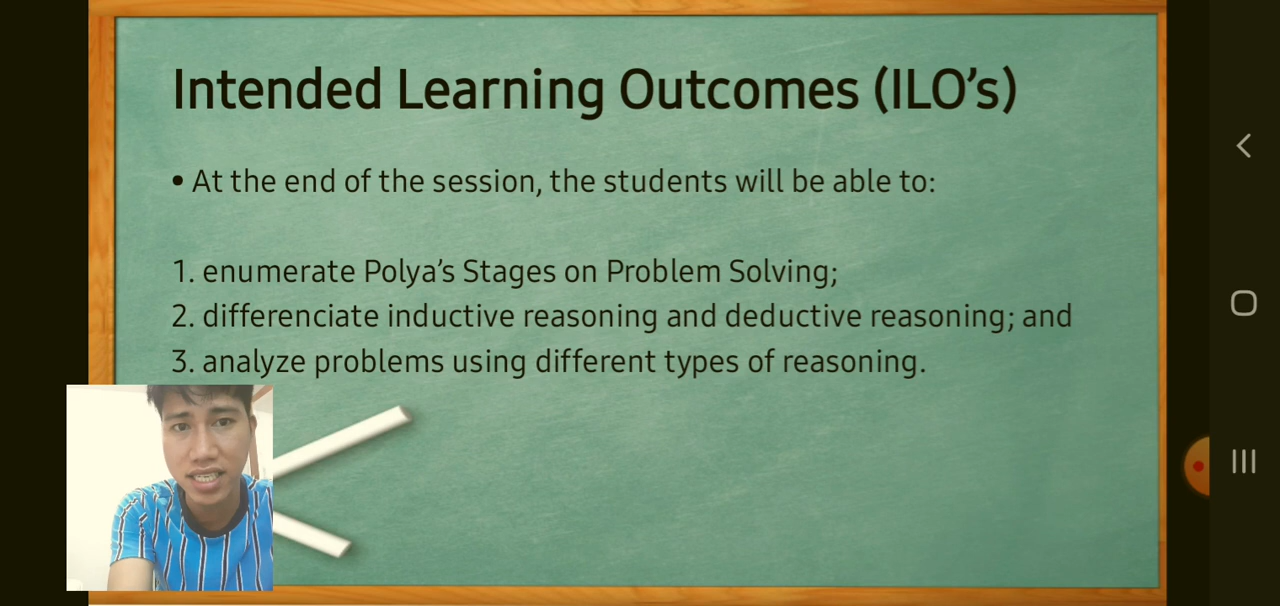 Intended Learning Outcomes (ILO’s)
• At the end of the session, the students will be able to:
1. enumerate Polya’s Stages on Problem Solving;
2. differenciate inductive reasoning and deductive reasoning; and
3. analyze problems using different types of reasoning.